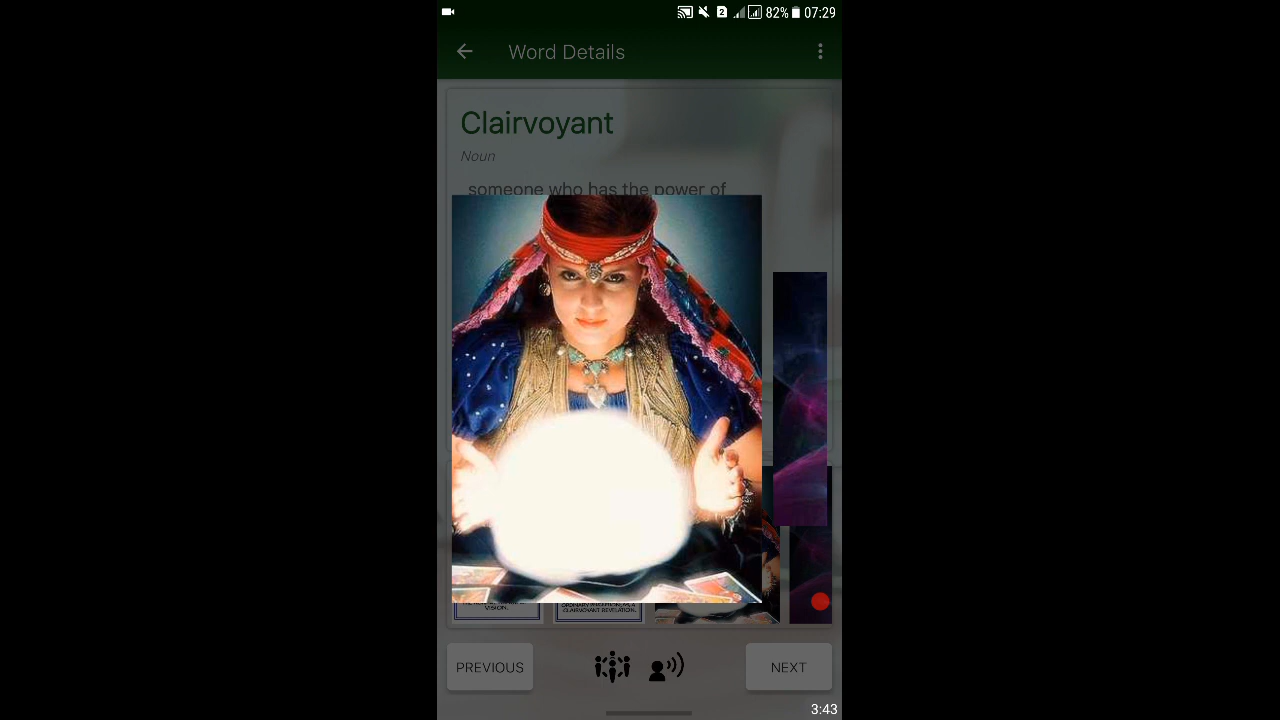 82% 07:29
Word Details
Clairvoyant
Noun
someone who has the power of
VISION.
CLAIRVOYANT REVELATION.
PREVIOUS
NEXT
3:43